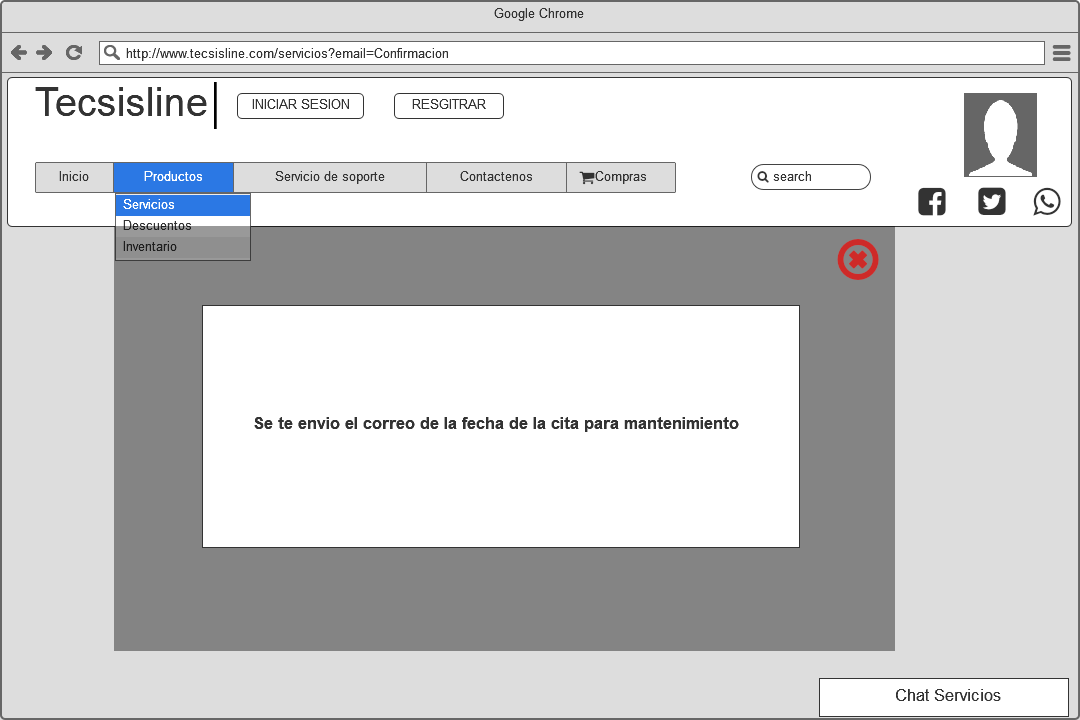 Google Chrome
http://www.tecsisline.com/servicios?email=Confirmacion
Tecsisline
INICIAR SESION
RESGITRAR
Inicio
Productos
Servicio de soporte
Contactenos
Compras
search
Servicios
Descuentos
Inventario
Se te envio el correo de la fecha de la cita para mantenimiento
Chat Servicios